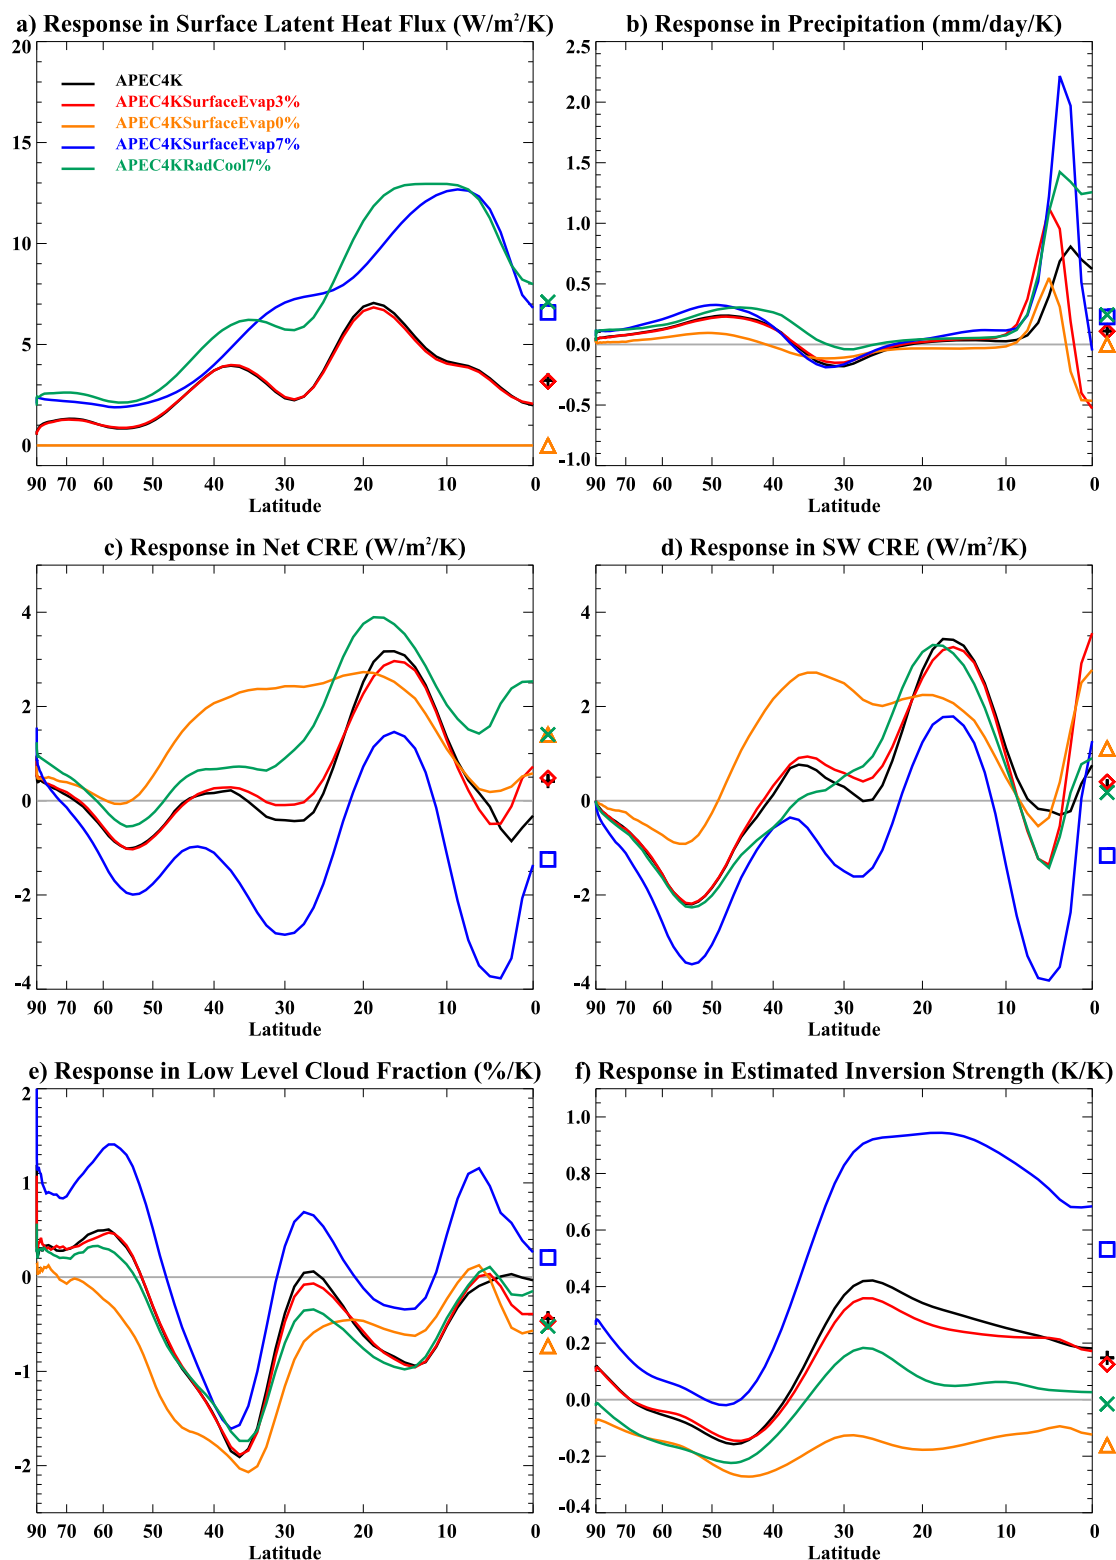 a) Response in Surface Latent Heat Flux (W/m²/K)
20
15
10
5
0
APEC4K
APEC4KSurfaceEvap3%
APEC4KSurfaceEvap0%
APEC4KSurfaceEvap7%
APEC4KRadCool7%
90 70 60 50 40 30 20 10 0
Latitude
b) Response in Precipitation (mm/day/K)
2.5
2.0
1.5
1.0
0.5
0.0
-0.5
-1.0
90 70 60 50 40 30 20 10 0
Latitude
c) Response in Net CRE (W/m²/K)
4
2
0
-2
-4
90 70 60 50 40 30 20 10 0
Latitude
d) Response in SW CRE (W/m²/K)
4
2
0
-2
-4
90 70 60 50 40 30 20 10 0
Latitude
e) Response in Low Level Cloud Fraction (%/K)
2
1
0
-1
-2
90 70 60 50 40 30 20 10 0
Latitude
f) Response in Estimated Inversion Strength (K/K)
1.0
0.8
0.6
0.4
0.2
0.0
-0.2
-0.4
90 70 60 50 40 30 20 10 0
Latitude